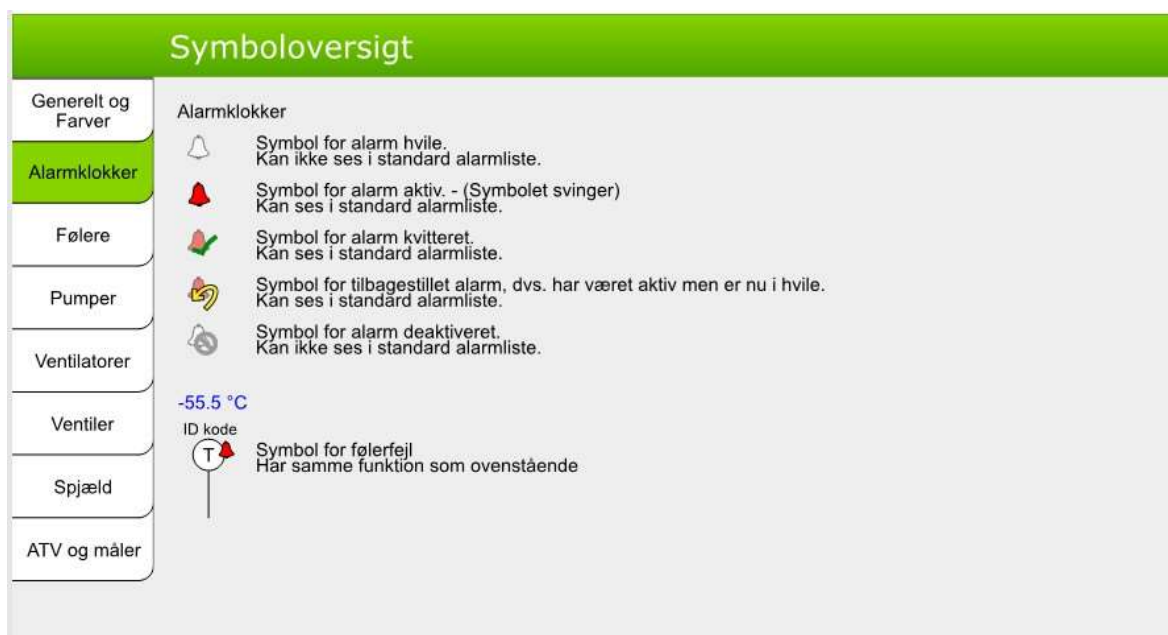 Symboloversigt
Generelt og
Farver
Alarmklokker
Følere
Pumper
Ventilatorer
Ventiler
Spjæld
ATV og måler
Alarmklokker
Symbol for alarm hvile.
Kan ikke ses i standard alarmliste.
Symbol for alarm aktiv. - (Symbolet svinger)
Kan ses i standard alarmliste.
Symbol for alarm kvitteret.
Kan ses i standard alarmliste.
Symbol for tilbagestillet alarm, dvs. har været aktiv men er nu i hvile.
Kan ses i standard alarmliste.
Symbol for alarm deaktiveret.
Kan ikke ses i standard alarmliste.
-55.5 °C
ID kode
T
Symbol for følerfejl
Har samme funktion som ovenstående